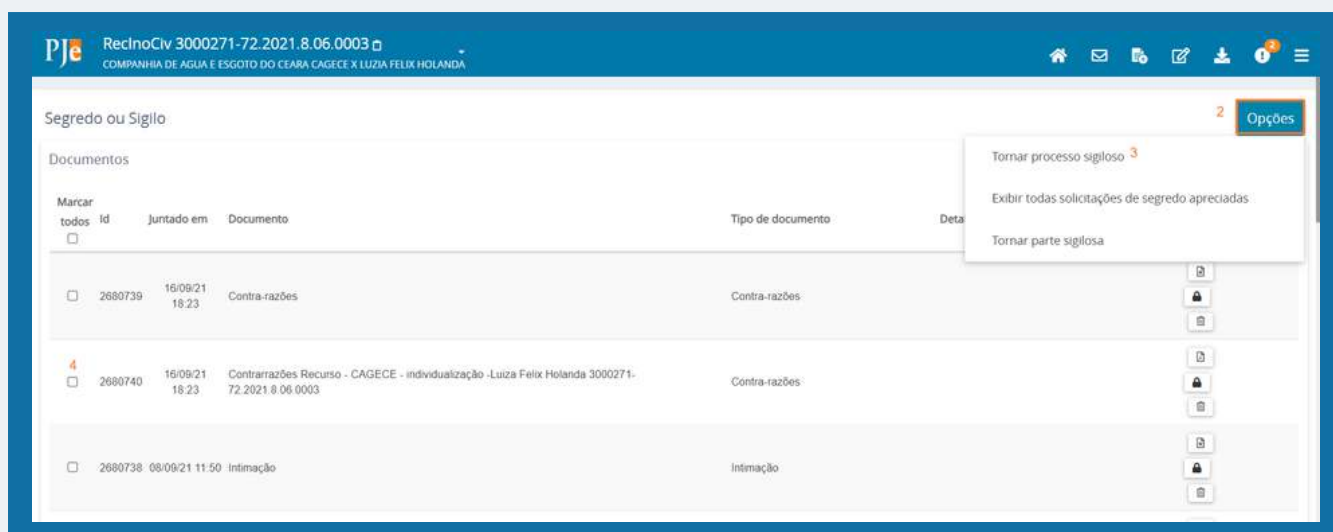 PJe
RecInoCiv 3000271-72.2021.8.06.0003
COMPANHIA DE AGUA E ESGOTO DO CEARA CAGECE X LUZIA FELIX HOLANDA
2
Segredo ou Sigilo
2 Opções
Documentos
Tornar processo sigiloso 3
Exibir todas solicitações de segredo apreciadas
Tornar parte sigilosa
Marcar
todos Id Juntado em Documento Tipo de documento Deta
2680739 16/09/21
18:23 Contra-razões Contra-razões
4
2680740 16/09/21
18:23 Contrarrazões Recurso - CAGECE - individualização -Luiza Felix Holanda 3000271-
72.2021.8.06.0003 Contra-razões
2680738 08/09/21 11:50 Intimação Intimação